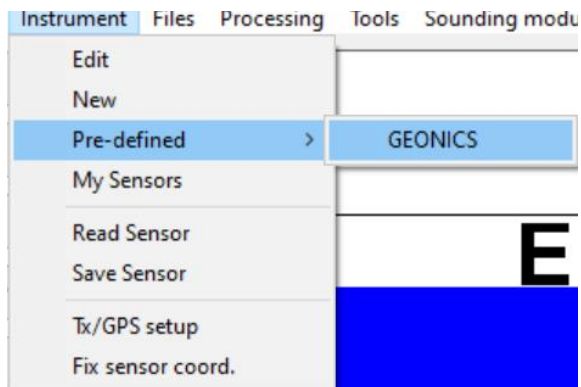 Instrument Files Processing Tools Sounding modu
Edit
New
Pre-defined > GEONICS
My Sensors
Read Sensor
Save Sensor
Tx/GPS setup
Fix sensor coord.
E